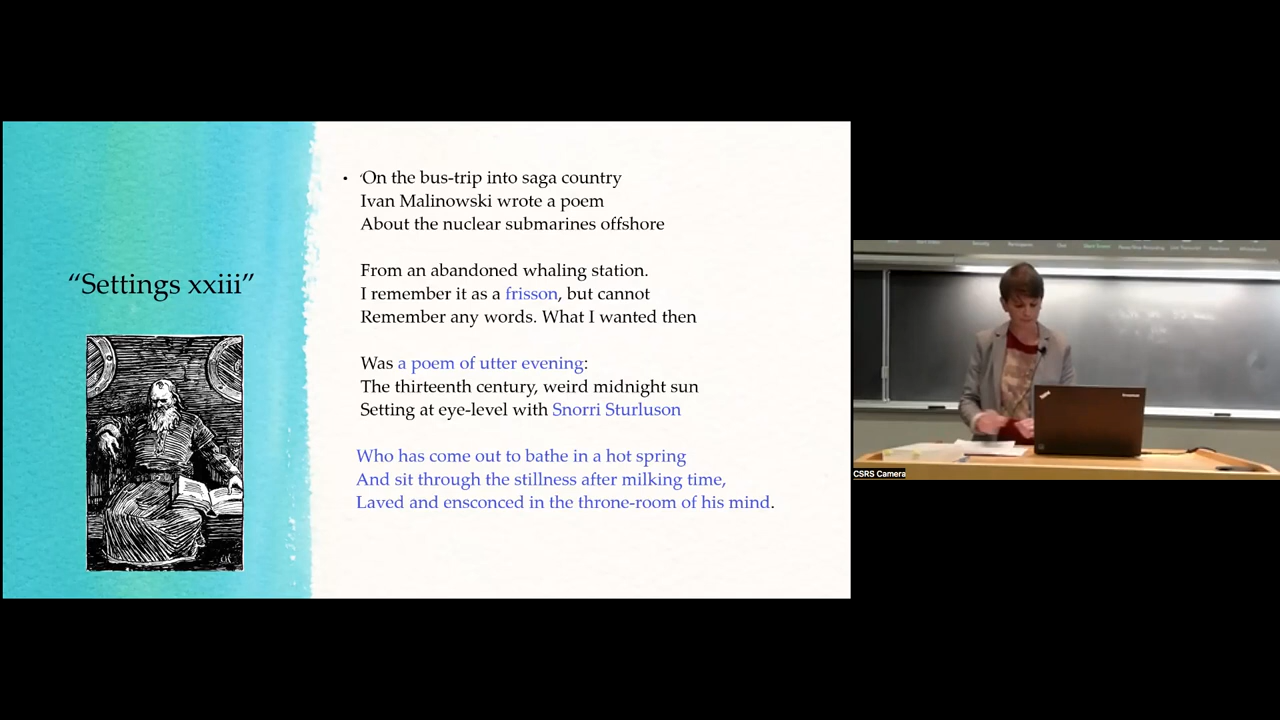 “Settings xxiii”
• ‘On the bus-trip into saga country
Ivan Malinowski wrote a poem
About the nuclear submarines offshore
From an abandoned whaling station.
I remember it as a frisson, but cannot
Remember any words. What I wanted then
Was a poem of utter evening:
The thirteenth century, weird midnight sun
Setting at eye-level with Snorri Sturluson
Who has come out to bathe in a hot spring
And sit through the stillness after milking time,
Laved and ensconced in the throne-room of his mind.
CSRS Camera